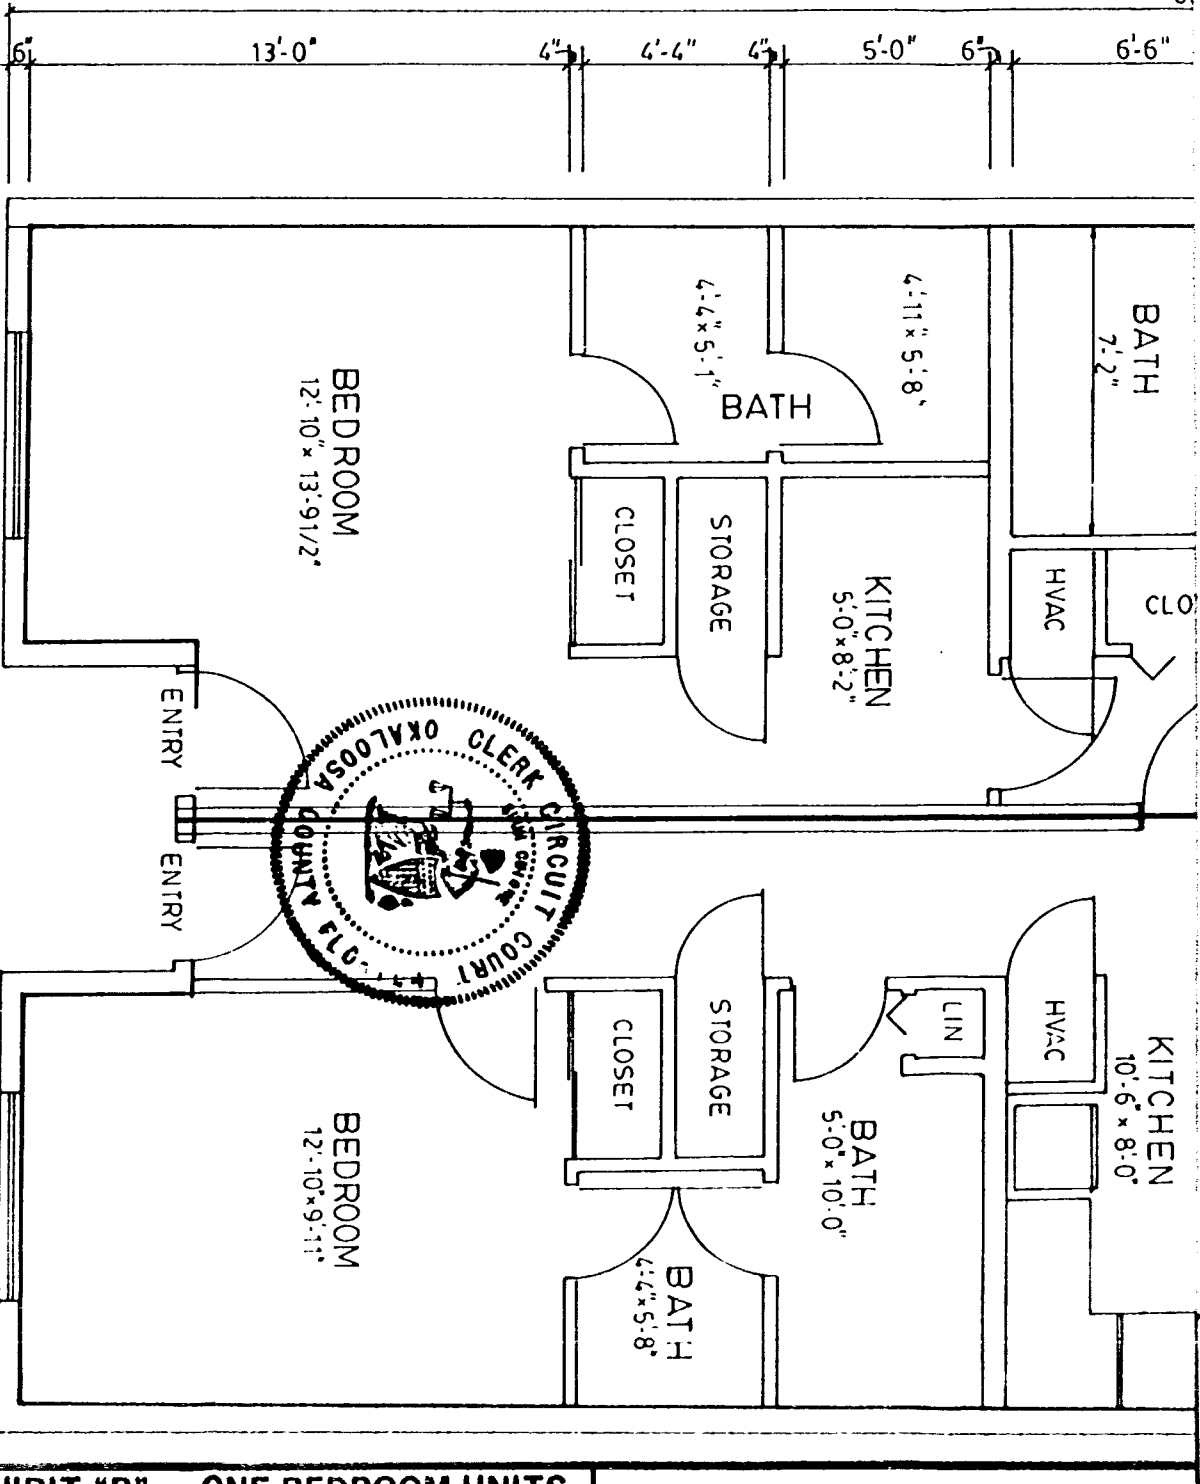 6" 13'-0" 4" 4'-4" 4" 5'-0" 6" 6'-6"
BATH
7'-2"
4'-11"×5'-8"
4'-4"×5'-1"
BATH
BEDROOM
12'-10"×13'-9 1/2"
CLOSET
STORAGE
KITCHEN
5'-0"×8'-2"
HVAC
CLO
ENTRY
ENTRY
CLERK CIRCUIT COURT
OKALOOSA COUNTY
CLOSET
STORAGE
LIN
HVAC
KITCHEN
10'-6"×8'-0"
BATH
5'-0"×10'-0"
BEDROOM
12'-10"×9'-11"
BATH
4'-4"×5'-8"
"B" ONE BEDROOM UNITS